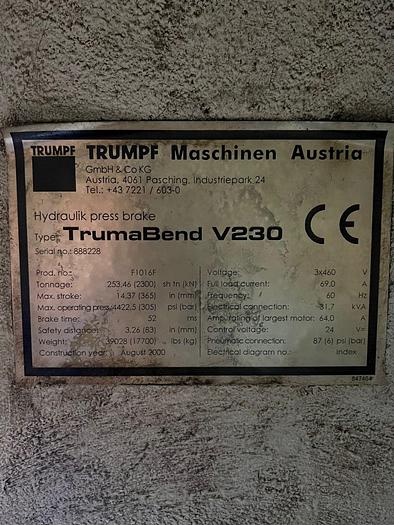 TRUMPF TRUMPF Maschinen Austria
GmbH & Co KG
Austria, 4061 Pasching, Industriepark 24
Tel.: +43 7221 / 603-0
CE
Hydraulik press brake
Type: TrumaBend V230
Serial no.: 888228
Prod. no.: F1016F
Tonnage: 253.46 (2300) sh tn (kN)
Max. stroke: 14.37 (365) in (mm)
Max. operating press.: 4422.5 (305) psi (bar)
Brake time: 52 ms
Safety distance: 3.26 (83) in (mm)
Weight: 39028 (17700) lbs (kg)
Construction year: August 2000
Voltage: 3x460 V
Full load current: 69.0 A
Frequency: 60 Hz
Electrical connection: 31.7 kVA
Amp. rating of largest motor: 64.0 A
Control voltage: 24 V=
Pneumatic connection: 87 (6) psi (bar)
Electrical diagram no.: index